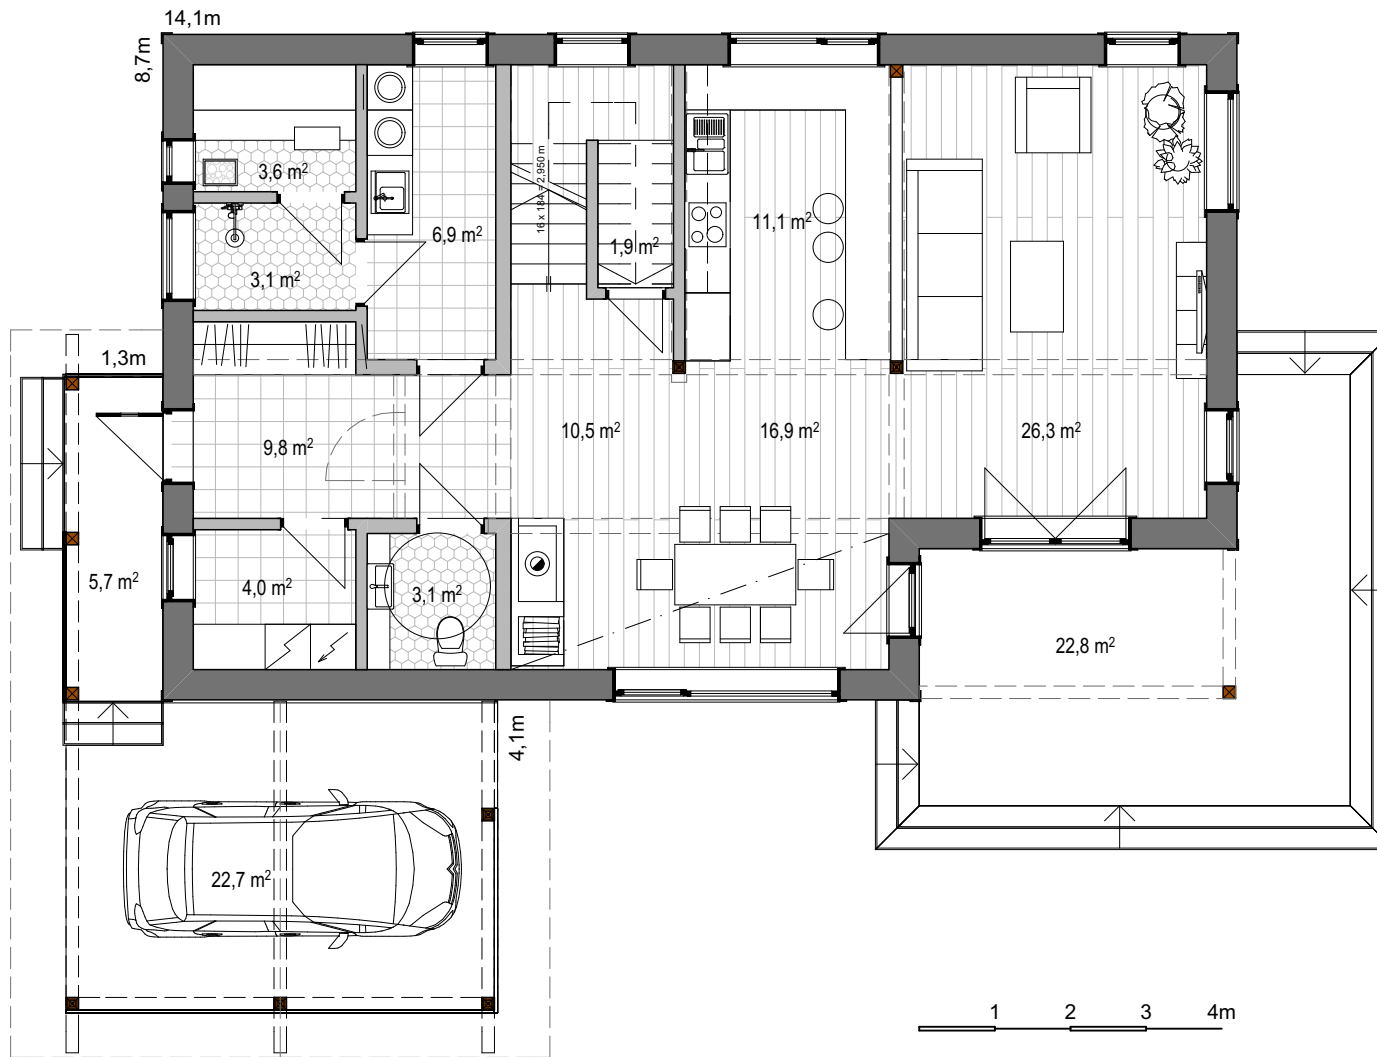 14,1m
8,7m
3,6 m²
6,9 m²
16 x 184 = 2,950 m
1,9 m²
11,1 m²
3,1 m²
1,3m
9,8 m²
10,5 m²
16,9 m²
26,3 m²
5,7 m²
4,0 m²
3,1 m²
22,8 m²
4,1m
22,7 m²
1 2 3 4m